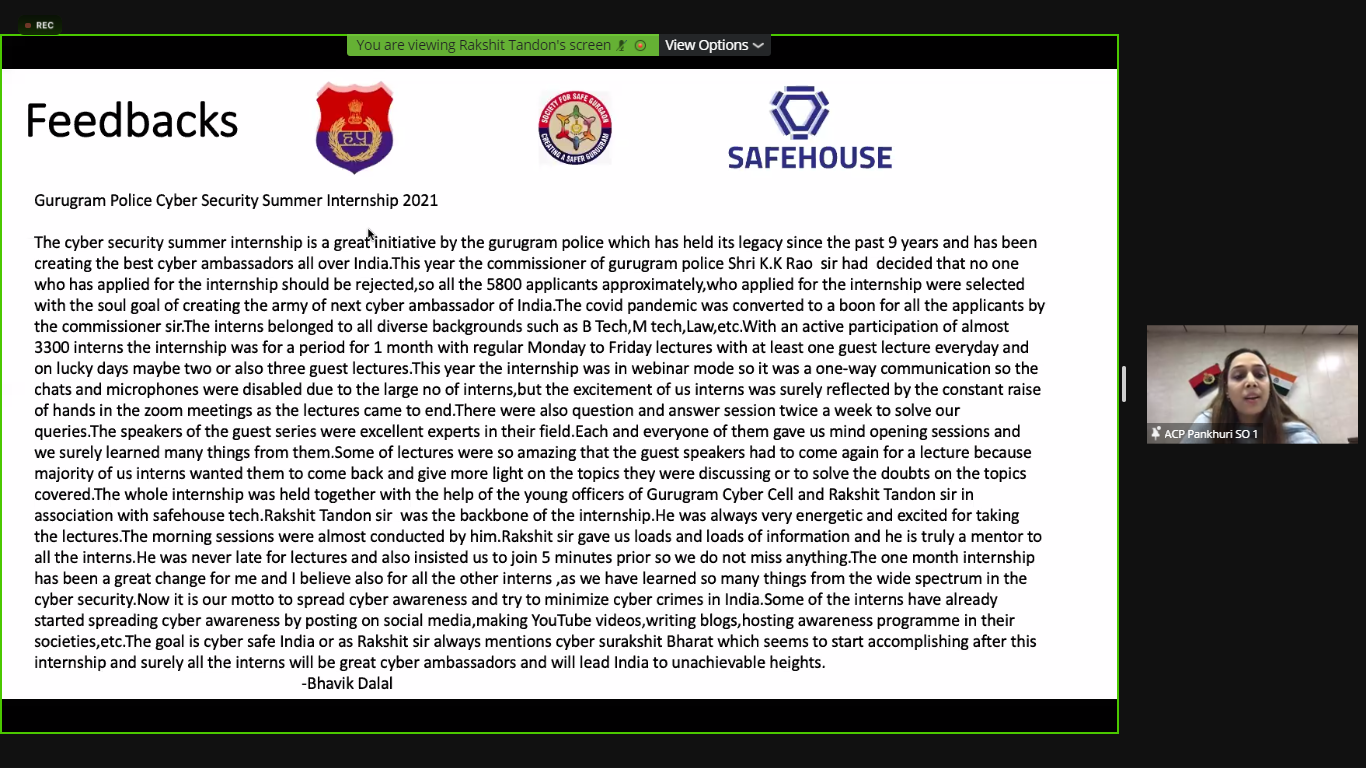 REC
You are viewing Rakshit Tandon's screen
View Options
Feedbacks
ह पु
SOCIETY FOR SAFE GURGAON
CREATING A SAFER GURUGRAM
SAFEHOUSE
Gurugram Police Cyber Security Summer Internship 2021
The cyber security summer internship is a great initiative by the gurugram police which has held its legacy since the past 9 years and has been
creating the best cyber ambassadors all over India.This year the commissioner of gurugram police Shri K.K Rao  sir had  decided that no one
who has applied for the internship should be rejected,so all the 5800 applicants approximately,who applied for the internship were selected
with the soul goal of creating the army of next cyber ambassador of India.The covid pandemic was converted to a boon for all the applicants by
the commissioner sir.The interns belonged to all diverse backgrounds such as B Tech,M tech,Law,etc.With an active participation of almost
3300 interns the internship was for a period for 1 month with regular Monday to Friday lectures with at least one guest lecture everyday and
on lucky days maybe two or also three guest lectures.This year the internship was in webinar mode so it was a one-way communication so the
chats and microphones were disabled due to the large no of interns,but the excitement of us interns was surely reflected by the constant raise
of hands in the zoom meetings as the lectures came to end.There were also question and answer session twice a week to solve our
queries.The speakers of the guest series were excellent experts in their field.Each and everyone of them gave us mind opening sessions and
we surely learned many things from them.Some of lectures were so amazing that the guest speakers had to come again for a lecture because
majority of us interns wanted them to come back and give more light on the topics they were discussing or to solve the doubts on the topics
covered.The whole internship was held together with the help of the young officers of Gurugram Cyber Cell and Rakshit Tandon sir in
association with safehouse tech.Rakshit Tandon sir  was the backbone of the internship.He was always very energetic and excited for taking
the lectures.The morning sessions were almost conducted by him.Rakshit sir gave us loads and loads of information and he is truly a mentor to
all the interns.He was never late for lectures and also insisted us to join 5 minutes prior so we do not miss anything.The one month internship
has been a great change for me and I believe also for all the other interns ,as we have learned so many things from the wide spectrum in the
cyber security.Now it is our motto to spread cyber awareness and try to minimize cyber crimes in India.Some of the interns have already
started spreading cyber awareness by posting on social media,making YouTube videos,writing blogs,hosting awareness programme in their
societies,etc.The goal is cyber safe India or as Rakshit sir always mentions cyber surakshit Bharat which seems to start accomplishing after this
internship and surely all the interns will be great cyber ambassadors and will lead India to unachievable heights.
-Bhavik Dalal
ACP Pankhuri SO 1